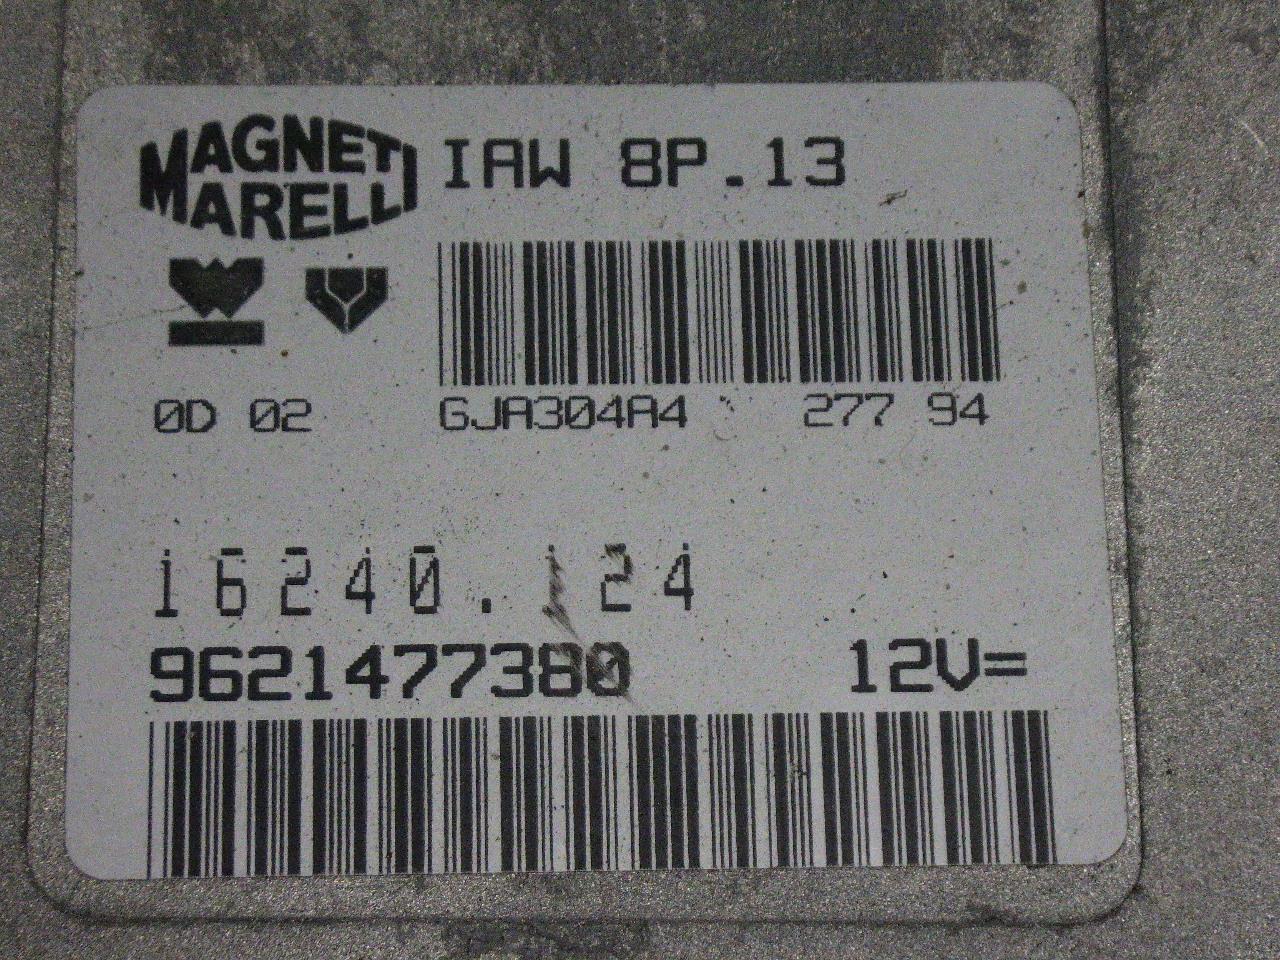 MAGNETI
MARELLI
IAW 8P.13
0D 02
GJA304A4 277 94
16240.124
9621477380 12V=